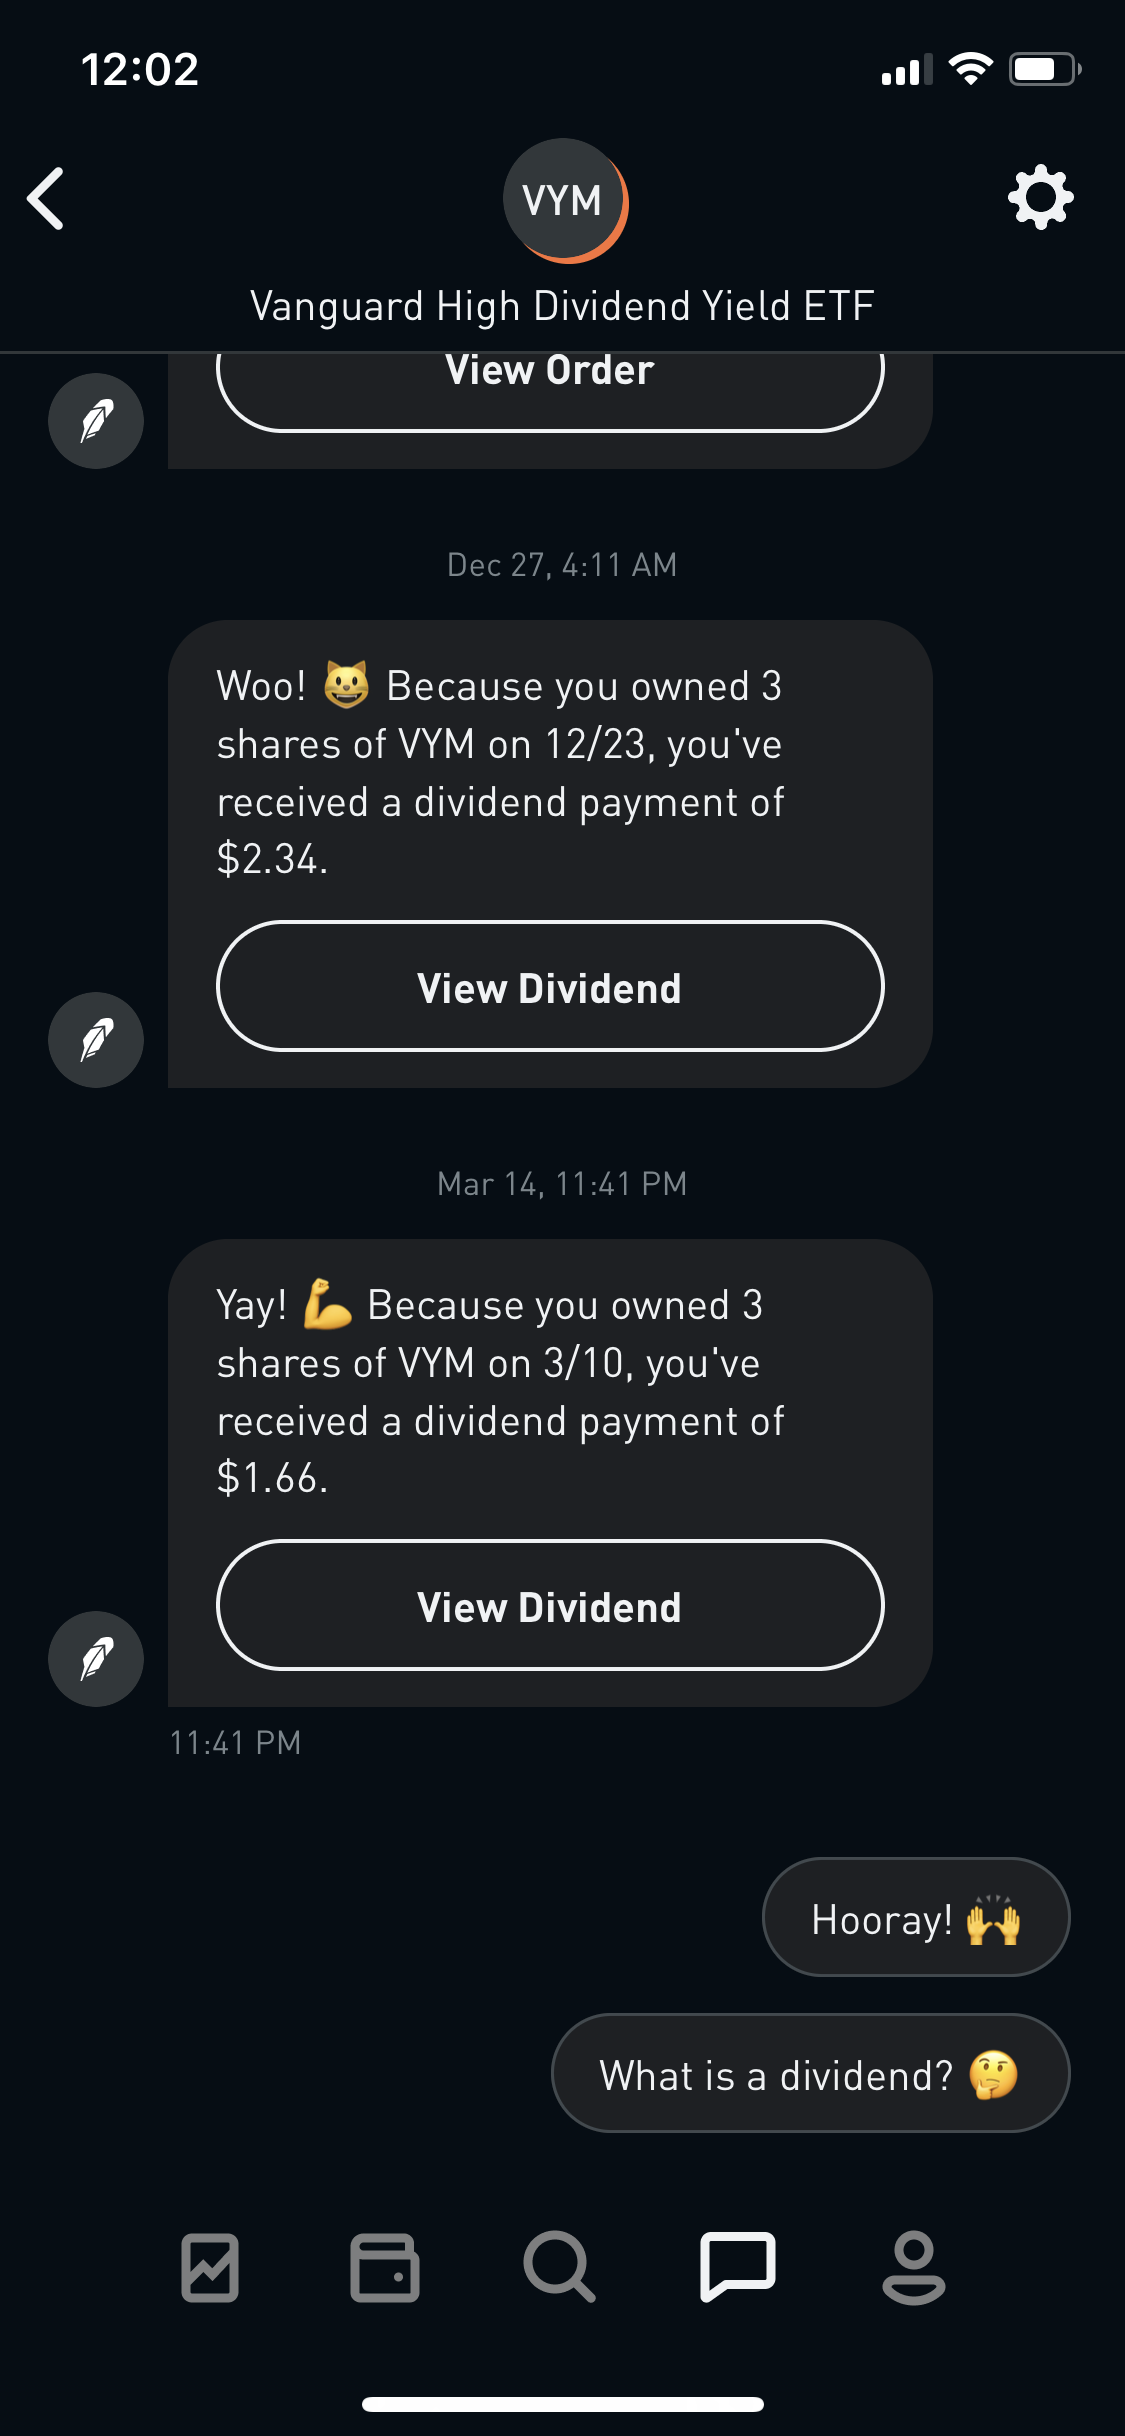 12:02
VYM
Vanguard High Dividend Yield ETF
View Order
Dec 27, 4:11 AM
Woo! 😺 Because you owned 3
shares of VYM on 12/23, you've
received a dividend payment of
$2.34.
View Dividend
Mar 14, 11:41 PM
Yay! 💪 Because you owned 3
shares of VYM on 3/10, you've
received a dividend payment of
$1.66.
View Dividend
11:41 PM
Hooray! 🙌
What is a dividend? 🤔